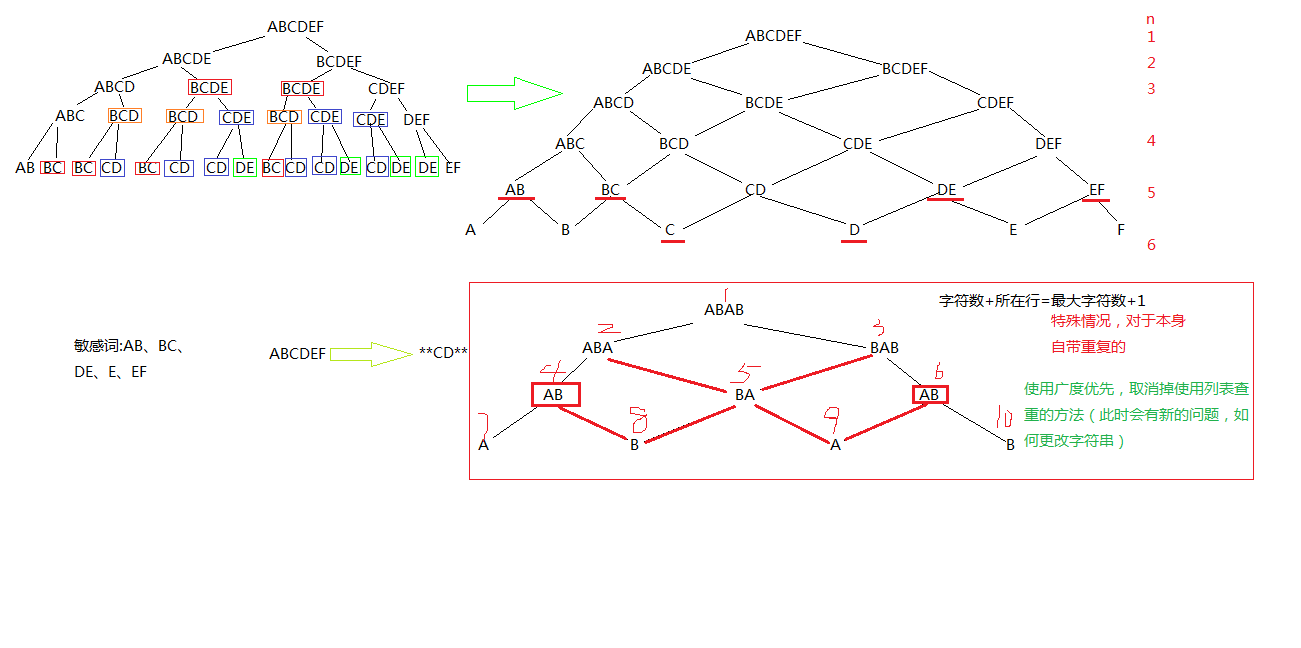 ABCDEF
ABCDE BCDEF
ABCD BCDE BCDE CDEF
ABC BCD BCD CDE BCD CDE CDE DEF
AB BC BC CD BC CD CD DE BC CD CD DE CD DE DE EF
n
ABCDEF 1
ABCDE BCDEF 2
ABCD BCDE CDEF 3
ABC BCD CDE DEF 4
AB BC CD DE EF 5
A B C D E F 6
敏感词:AB、BC、
DE、E、EF
ABCDEF **CD**
1
ABAB
2 3
ABA BAB
4 5 6
AB BA AB
7 8 9 10
A B A B
字符数+所在行=最大字符数+1
特殊情况，对于本身
自带重复的
使用广度优先，取消掉使用列表查
重的方法（此时会有新的问题，如
何更改字符串）